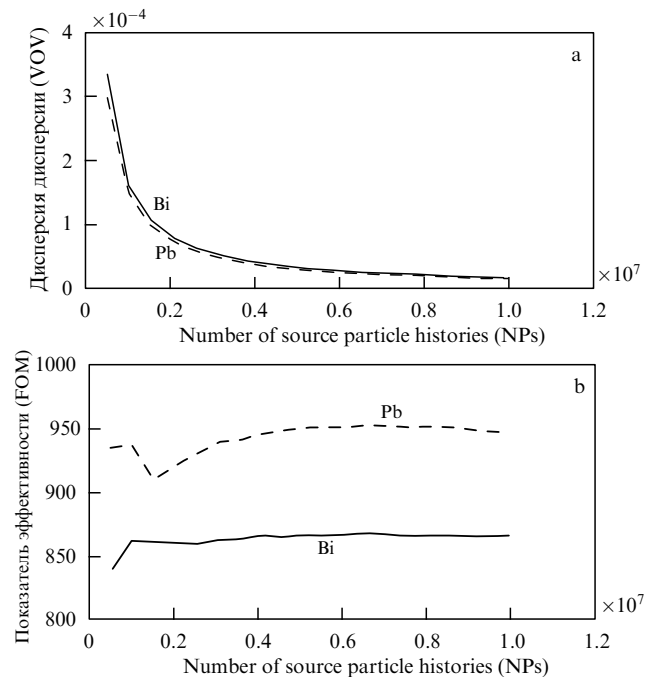 ×10⁻⁴
4
a
3
2
Bi
1
Pb
0
×10⁷
0 0.2 0.4 0.6 0.8 1.0 1.2
Number of source particle histories (NPs)
Дисперсия дисперсии (VOV)
1000
b
Pb
950
900
850
Bi
800
×10⁷
0 0.2 0.4 0.6 0.8 1.0 1.2
Number of source particle histories (NPs)
Показатель эффективности (FOM)